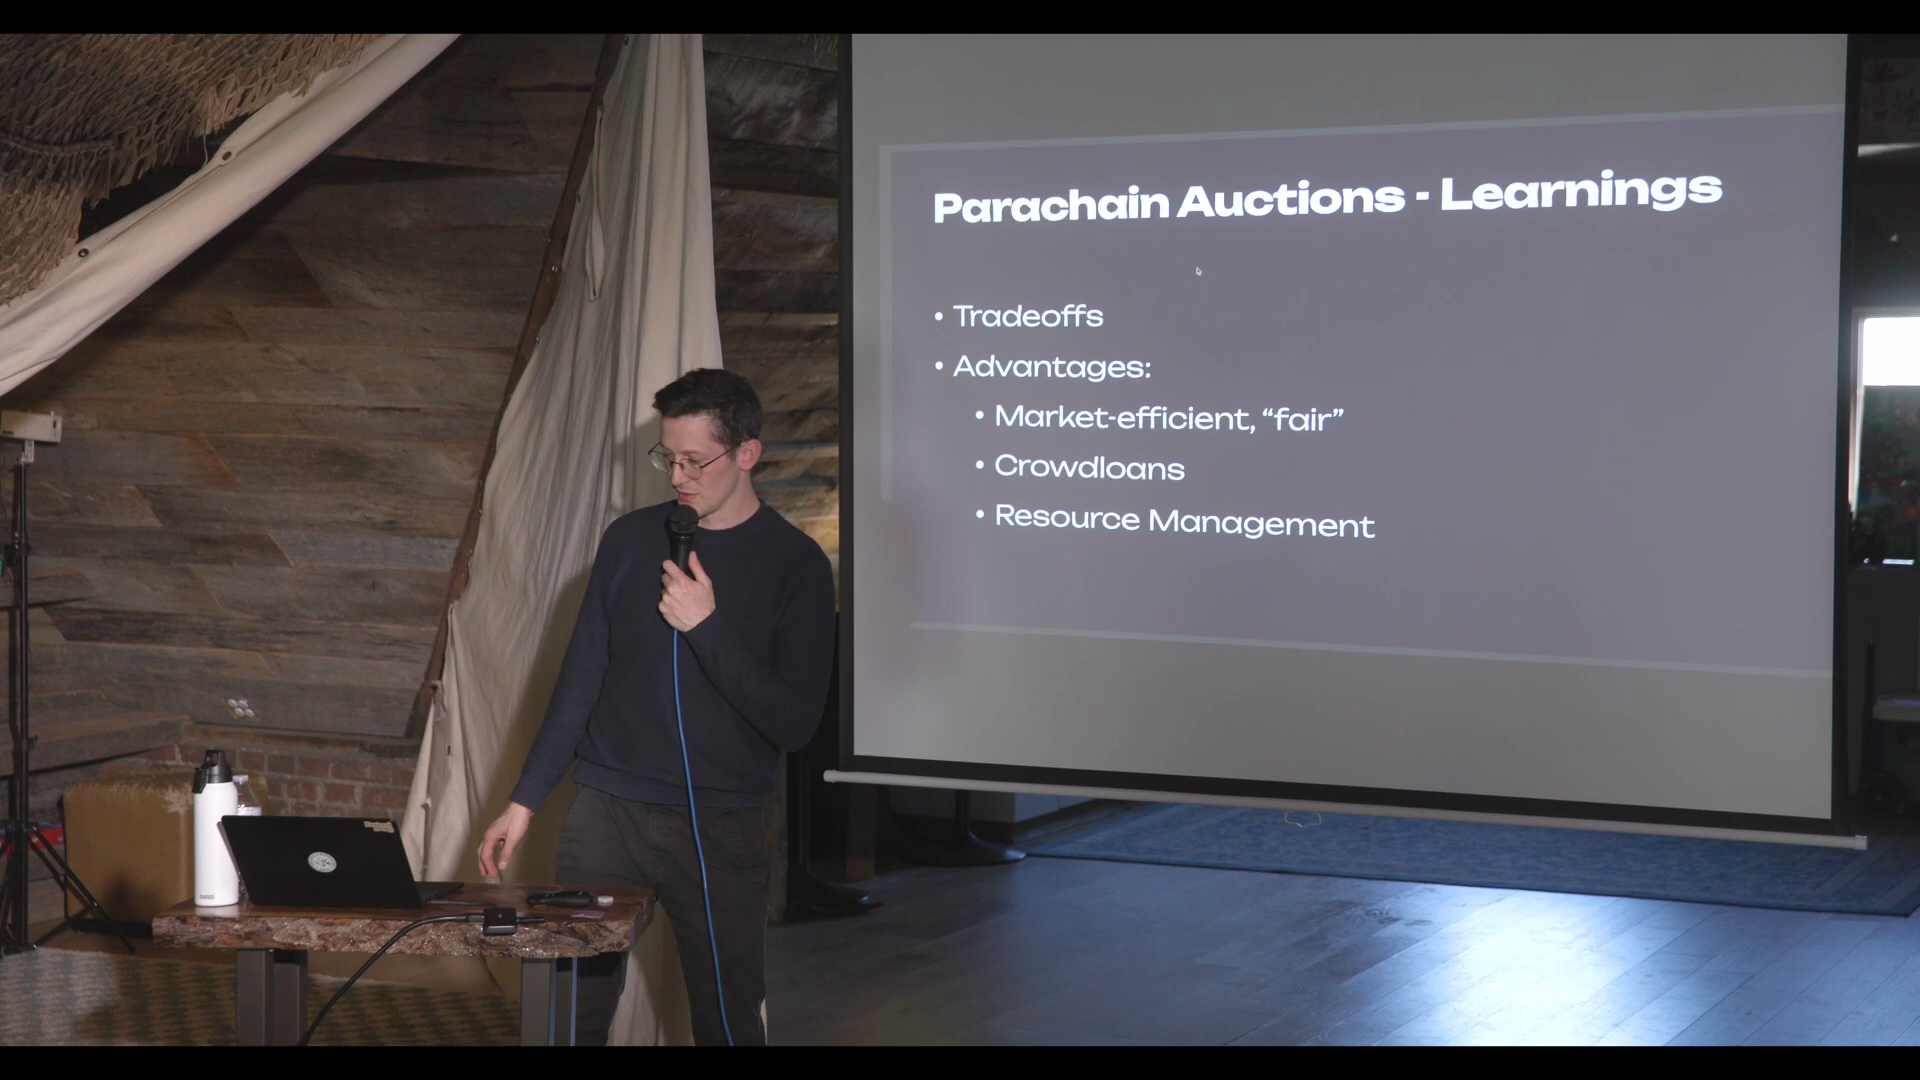 Parachain Auctions - Learnings
• Tradeoffs
• Advantages:
• Market-efficient, “fair”
• Crowdloans
• Resource Management